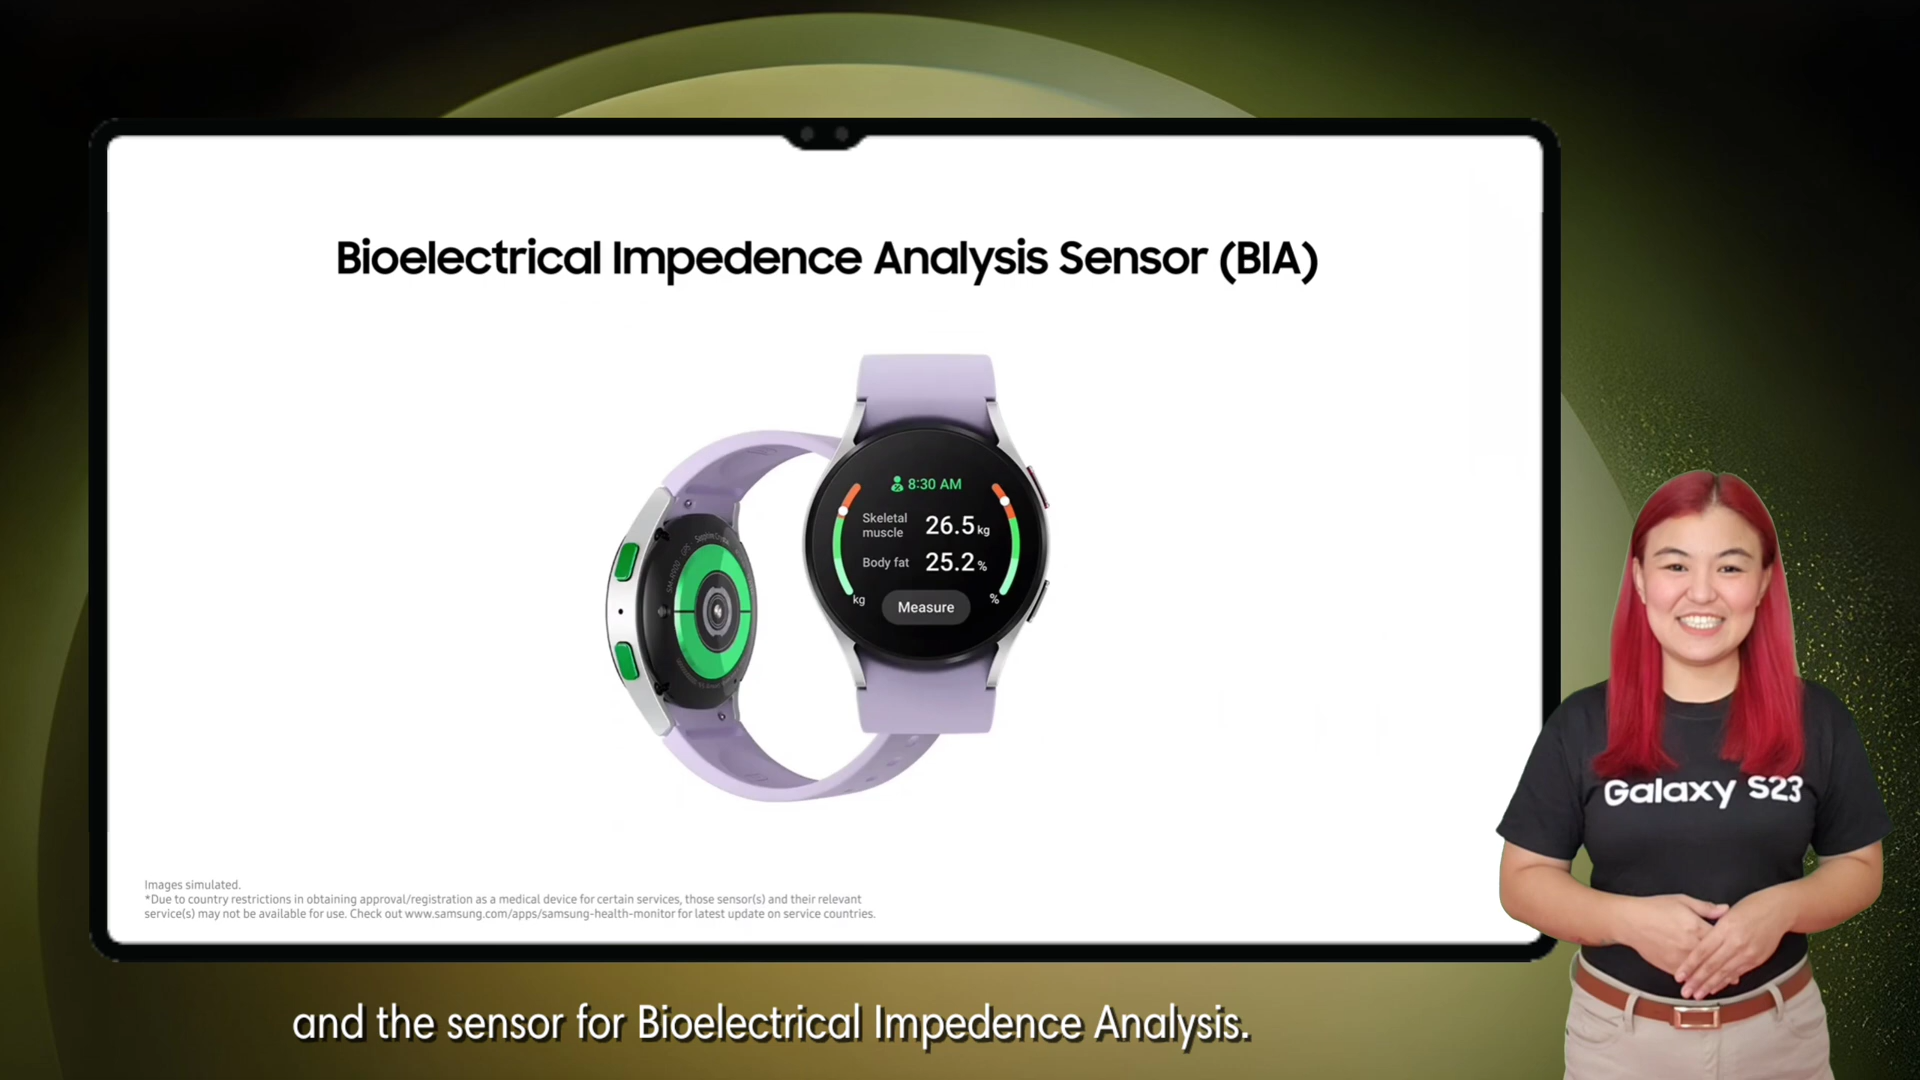 Bioelectrical Impedence Analysis Sensor (BIA)
8:30 AM
Skeletal
muscle 26.5 kg
Body fat 25.2 %
kg %
Measure
Galaxy S23
Images simulated.
*Due to country restrictions in obtaining approval/registration as a medical device for certain services, those sensor(s) and their relevant
service(s) may not be available for use. Check out www.samsung.com/apps/samsung-health-monitor for latest update on service countries.
and the sensor for Bioelectrical Impedence Analysis.